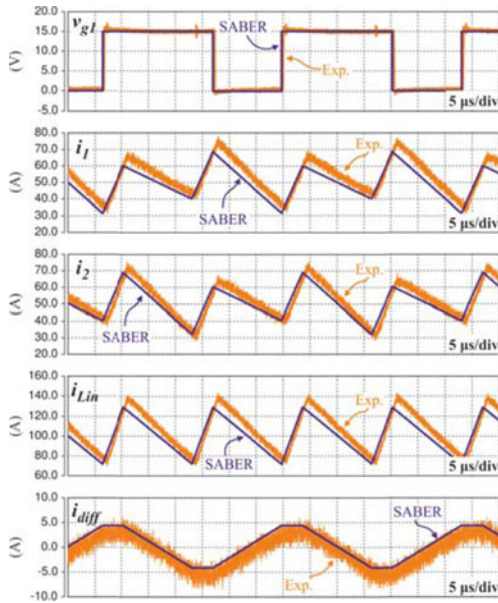 v_g1
20.0
15.0
10.0
5.0
0.0
-5.0
(V)
SABER
Exp.
5 μs/div
i_1
80.0
70.0
60.0
50.0
40.0
30.0
20.0
(A)
Exp.
SABER
5 μs/div
i_2
80.0
70.0
60.0
50.0
40.0
30.0
20.0
(A)
Exp.
SABER
5 μs/div
i_Lin
160.0
140.0
120.0
100.0
80.0
60.0
(A)
Exp.
SABER
5 μs/div
i_diff
10.0
5.0
0.0
-5.0
-10.0
(A)
SABER
Exp.
5 μs/div